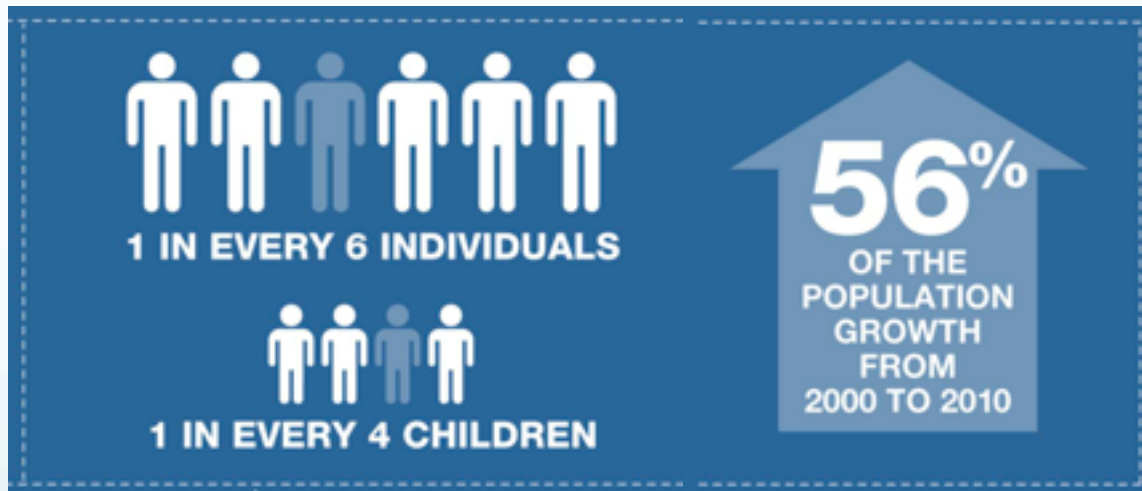 1 IN EVERY 6 INDIVIDUALS
1 IN EVERY 4 CHILDREN
56%
OF THE
POPULATION
GROWTH
FROM
2000 TO 2010